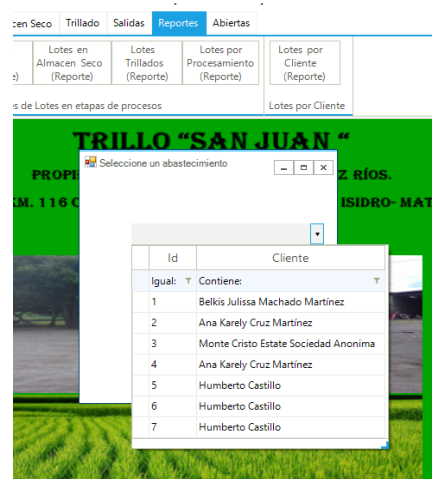 cen Seco Trillado Salidas Reportes Abiertas
Lotes en Almacen Seco (Reporte)
Lotes Trillados (Reporte)
Lotes por Procesamiento (Reporte)
Lotes por Cliente (Reporte)
s de Lotes en etapas de procesos
Lotes por Cliente
TRILLO “SAN JUAN “
Seleccione un abastecimiento
PROPI
Z RÍOS.
KM. 116 C
ISIDRO- MAT
Id Cliente
Igual: Contiene:
1 Belkis Julissa Machado Martínez
2 Ana Karely Cruz Martínez
3 Monte Cristo Estate Sociedad Anonima
4 Ana Karely Cruz Martínez
5 Humberto Castillo
6 Humberto Castillo
7 Humberto Castillo